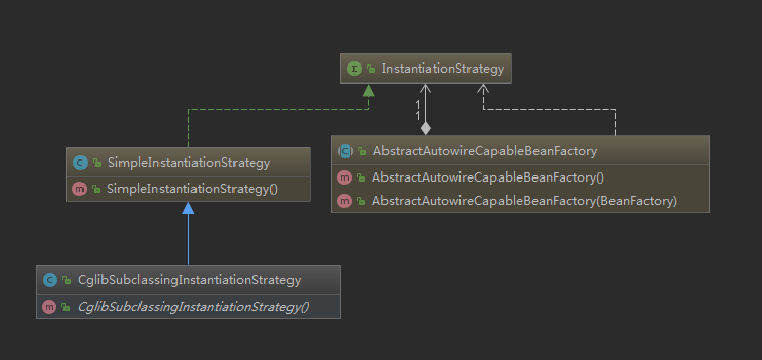 InstantiationStrategy
1
1
SimpleInstantiationStrategy
SimpleInstantiationStrategy()
AbstractAutowireCapableBeanFactory
AbstractAutowireCapableBeanFactory()
AbstractAutowireCapableBeanFactory(BeanFactory)
CglibSubclassingInstantiationStrategy
CglibSubclassingInstantiationStrategy()